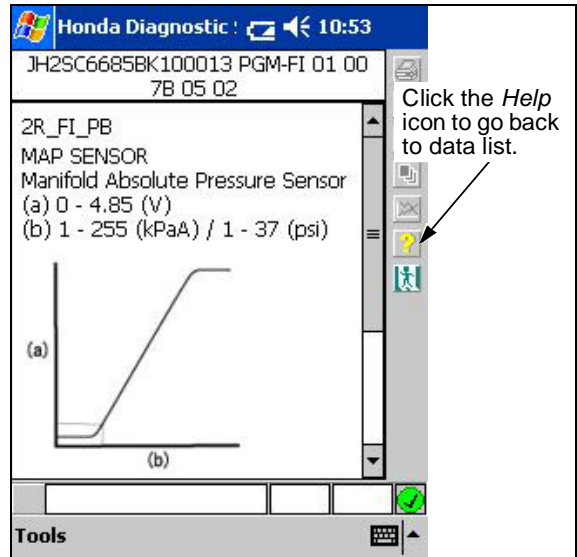 Honda Diagnostic : 10:53
JH2SC6685BK100013 PGM-FI 01 00
7B 05 02
Click the Help
icon to go back
to data list.
2R_FI_PB
MAP SENSOR
Manifold Absolute Pressure Sensor
(a) 0 - 4.85 (V)
(b) 1 - 255 (kPaA) / 1 - 37 (psi)
?
(a)
(b)
Tools